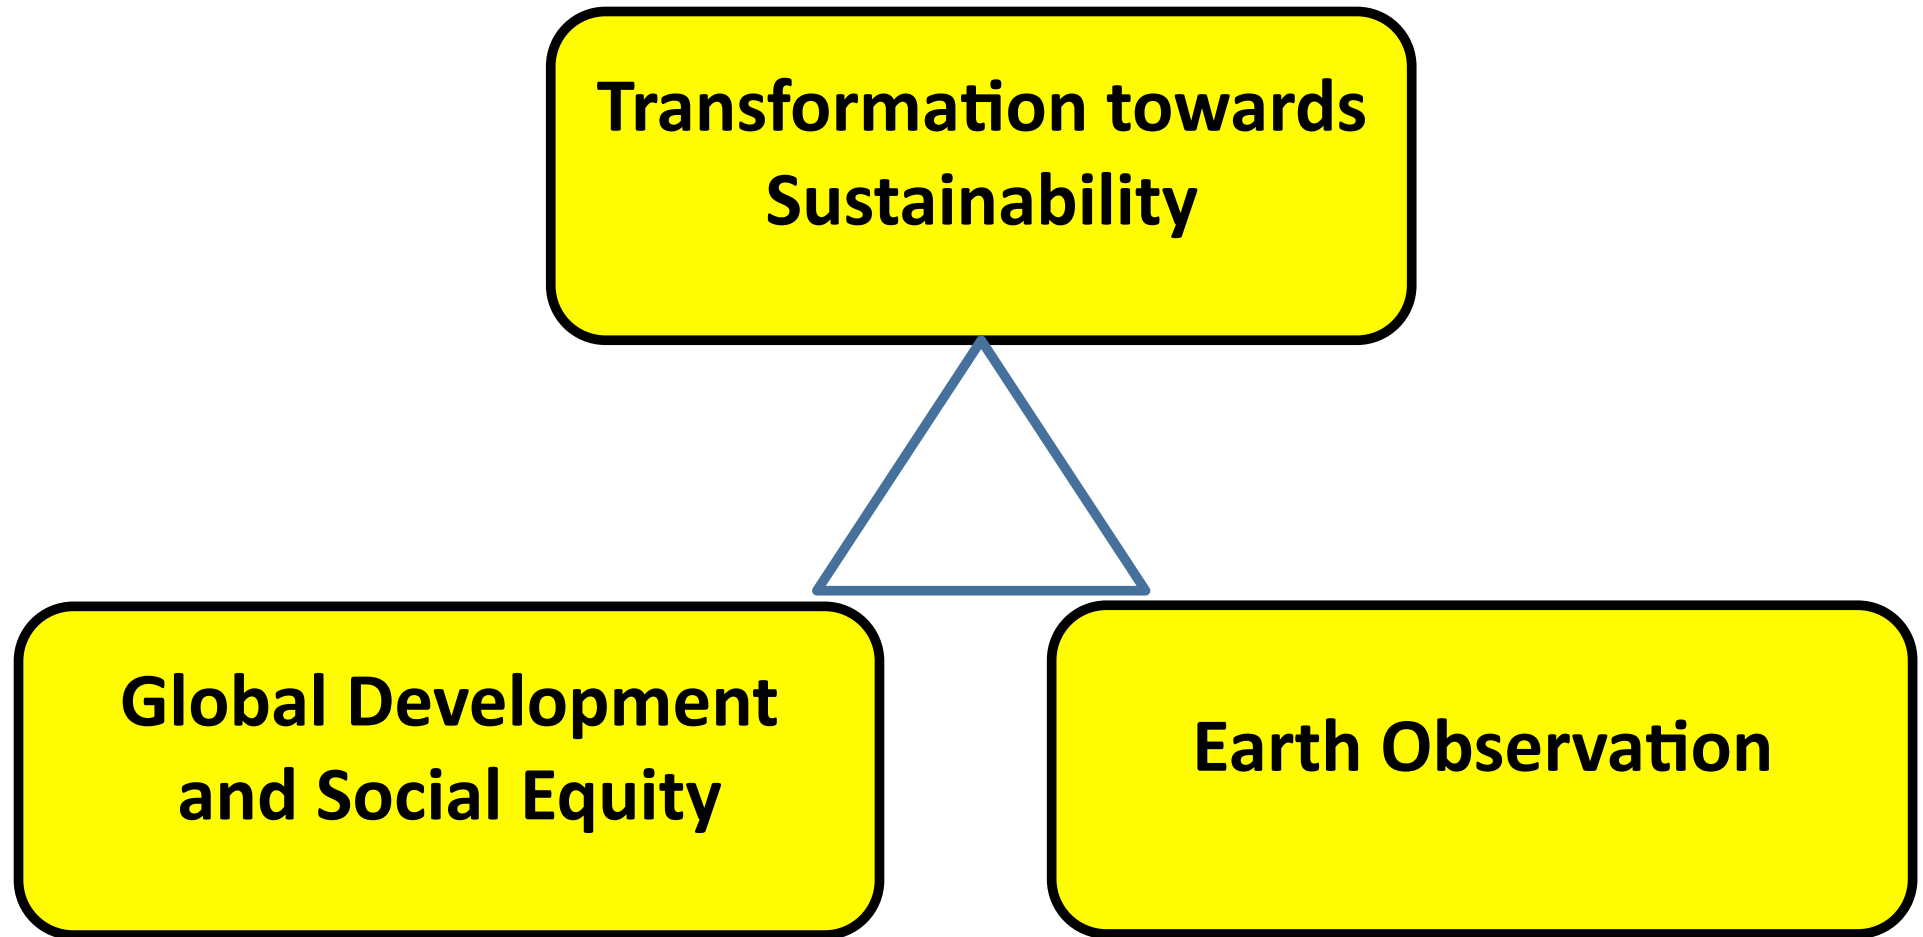 Transformation towards
Sustainability
Global Development
and Social Equity
Earth Observation